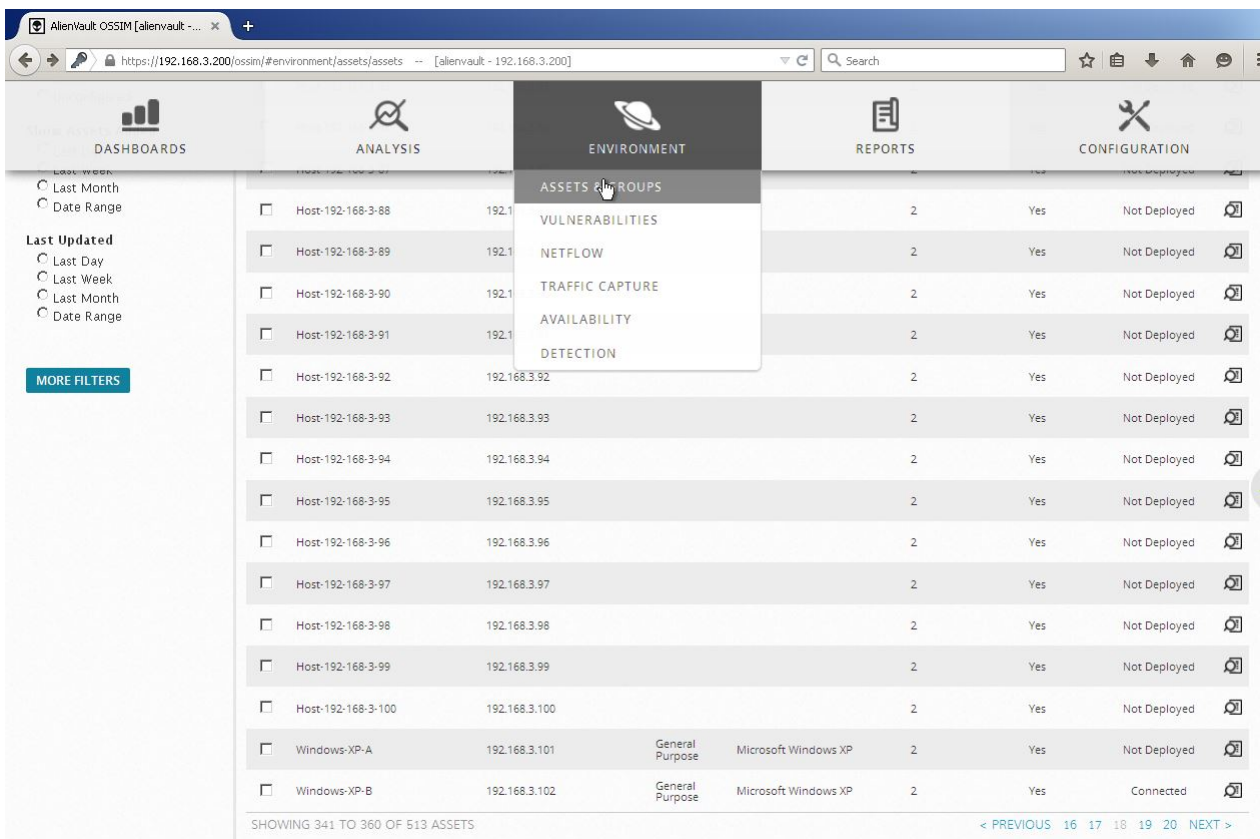 AlienVault OSSIM [alienvault -... × +
https://192.168.3.200/ossim/#environment/assets/assets -- [alienvault - 192.168.3.200] Search
DASHBOARDS ANALYSIS ENVIRONMENT REPORTS CONFIGURATION
ASSETS & GROUPS
VULNERABILITIES
NETFLOW
TRAFFIC CAPTURE
AVAILABILITY
DETECTION
Last Week
Last Month
Date Range
Last Updated
Last Day
Last Week
Last Month
Date Range
MORE FILTERS
Host-192-168-3-88 192.1 2 Yes Not Deployed
Host-192-168-3-89 192.1 2 Yes Not Deployed
Host-192-168-3-90 192.1 2 Yes Not Deployed
Host-192-168-3-91 192.1 2 Yes Not Deployed
Host-192-168-3-92 192.168.3.92 2 Yes Not Deployed
Host-192-168-3-93 192.168.3.93 2 Yes Not Deployed
Host-192-168-3-94 192.168.3.94 2 Yes Not Deployed
Host-192-168-3-95 192.168.3.95 2 Yes Not Deployed
Host-192-168-3-96 192.168.3.96 2 Yes Not Deployed
Host-192-168-3-97 192.168.3.97 2 Yes Not Deployed
Host-192-168-3-98 192.168.3.98 2 Yes Not Deployed
Host-192-168-3-99 192.168.3.99 2 Yes Not Deployed
Host-192-168-3-100 192.168.3.100 2 Yes Not Deployed
Windows-XP-A 192.168.3.101 General Purpose Microsoft Windows XP 2 Yes Not Deployed
Windows-XP-B 192.168.3.102 General Purpose Microsoft Windows XP 2 Yes Connected
SHOWING 341 TO 360 OF 513 ASSETS < PREVIOUS 16 17 18 19 20 NEXT >